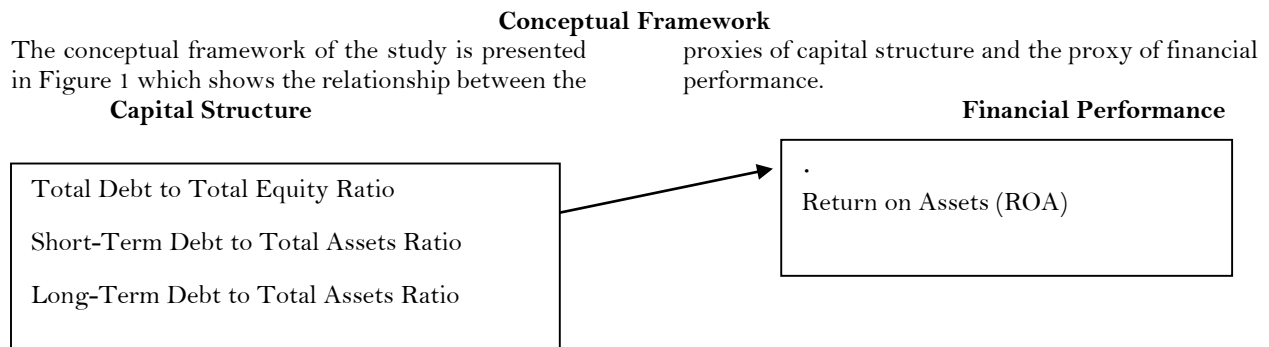 Conceptual Framework
The conceptual framework of the study is presented
in Figure 1 which shows the relationship between the
proxies of capital structure and the proxy of financial
performance.
Capital Structure
Financial Performance
Total Debt to Total Equity Ratio
Short-Term Debt to Total Assets Ratio
Long-Term Debt to Total Assets Ratio
.
Return on Assets (ROA)